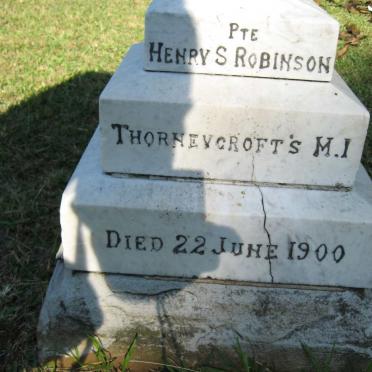 Pte
Henry S Robinson
Thorneycroft's M.I
Died 22 June 1900